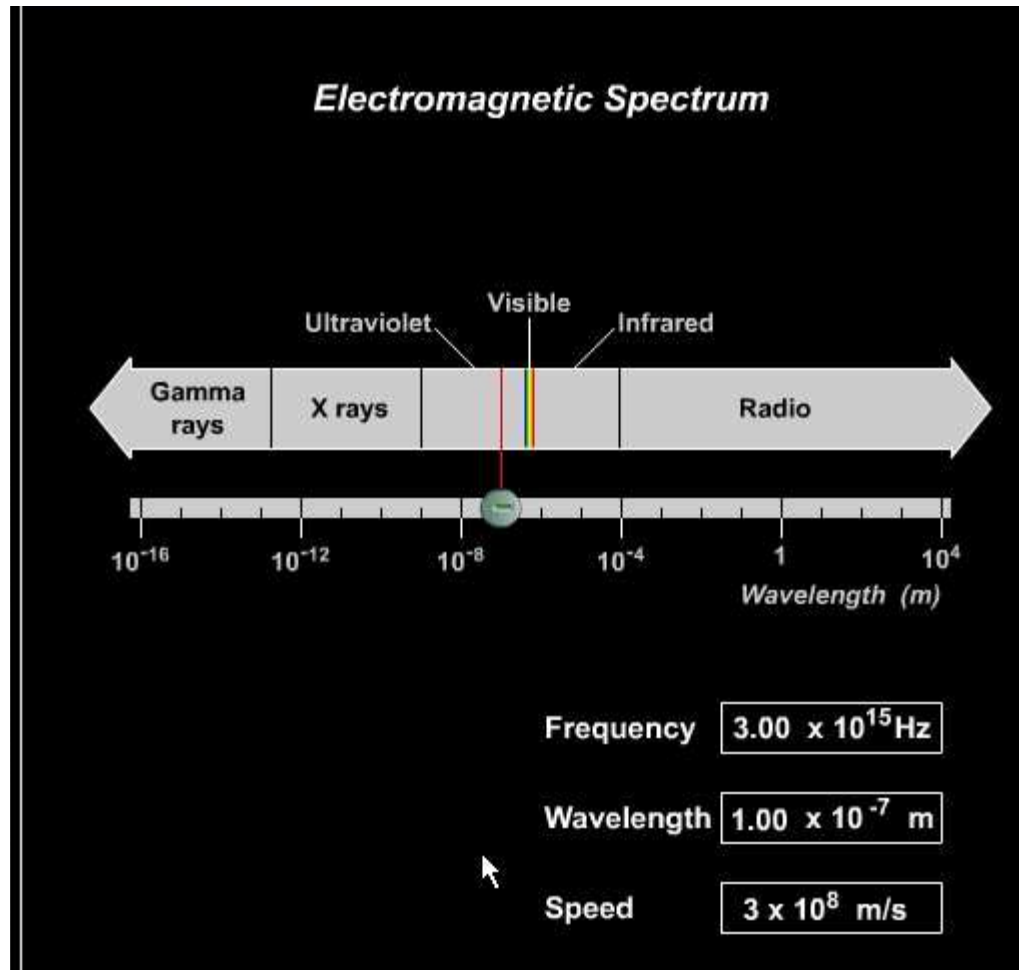 Electromagnetic Spectrum
Visible
Ultraviolet
Infrared
Gamma
rays
X rays
Radio
10⁻¹⁶ 10⁻¹² 10⁻⁸ 10⁻⁴ 1 10⁴
Wavelength (m)
Frequency 3.00 x 10¹⁵Hz
Wavelength 1.00 x 10⁻⁷ m
Speed 3 x 10⁸ m/s